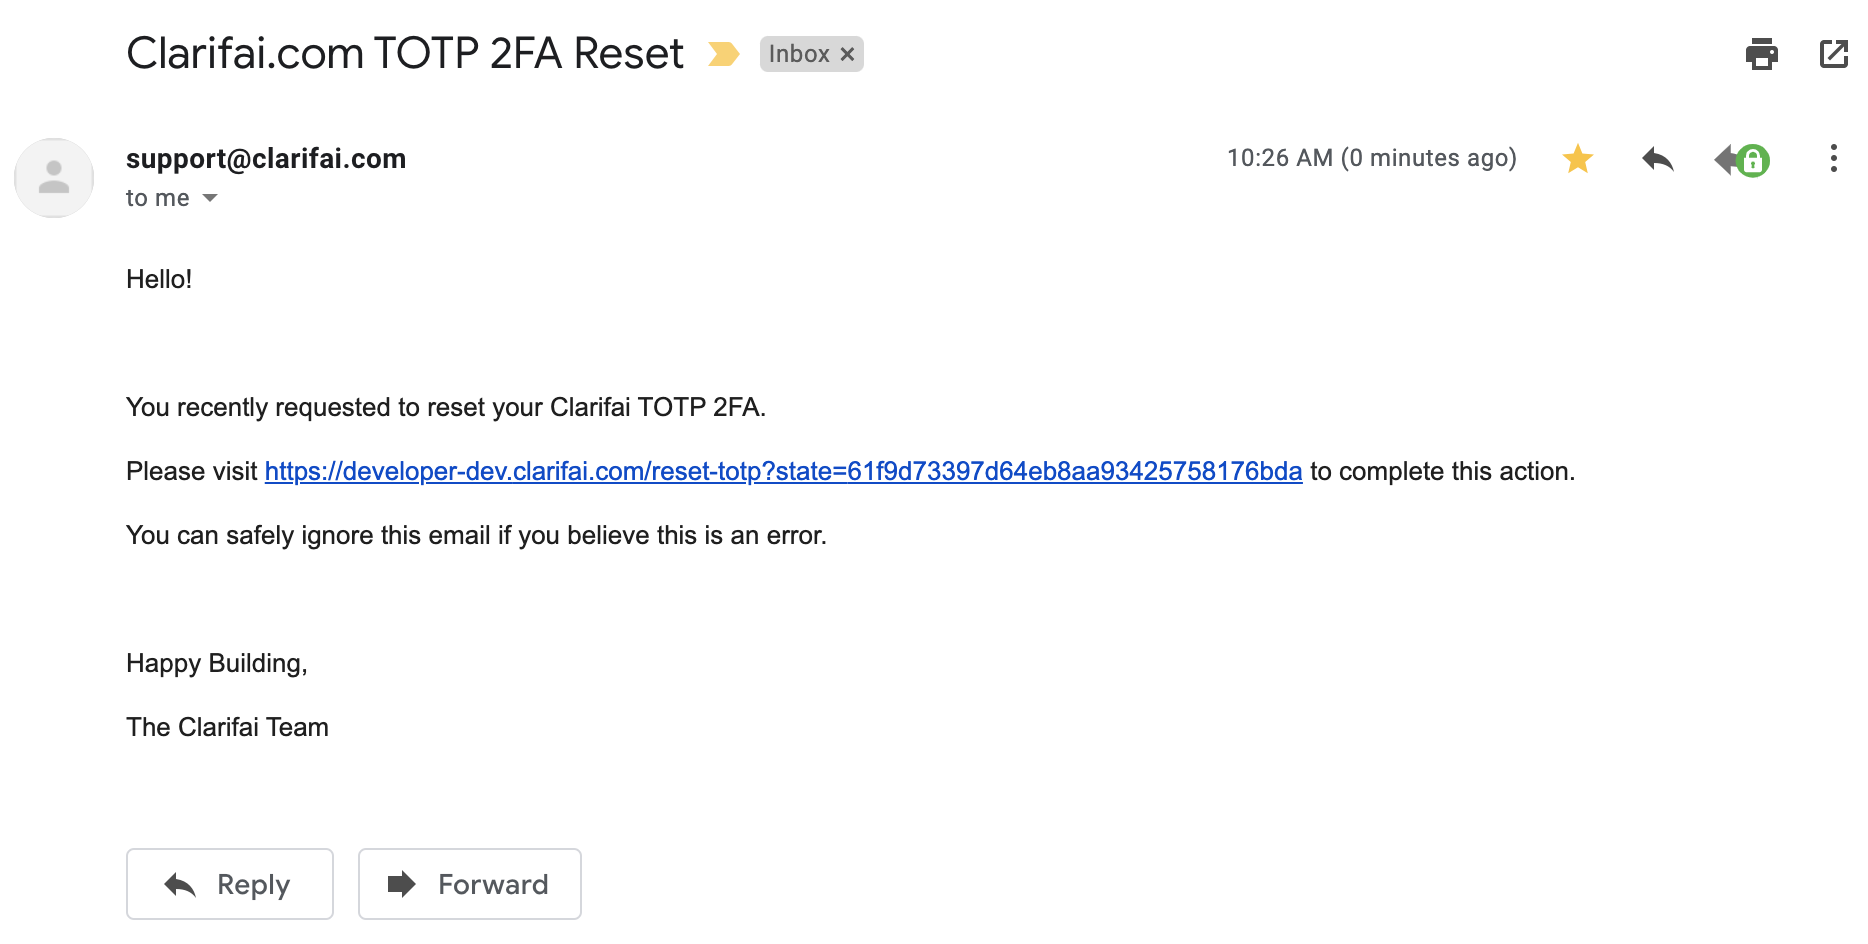 Clarifai.com TOTP 2FA Reset Inbox ×
support@clarifai.com 10:26 AM (0 minutes ago)
to me
Hello!
You recently requested to reset your Clarifai TOTP 2FA.
Please visit https://developer-dev.clarifai.com/reset-totp?state=61f9d73397d64eb8aa93425758176bda to complete this action.
You can safely ignore this email if you believe this is an error.
Happy Building,
The Clarifai Team
Reply Forward